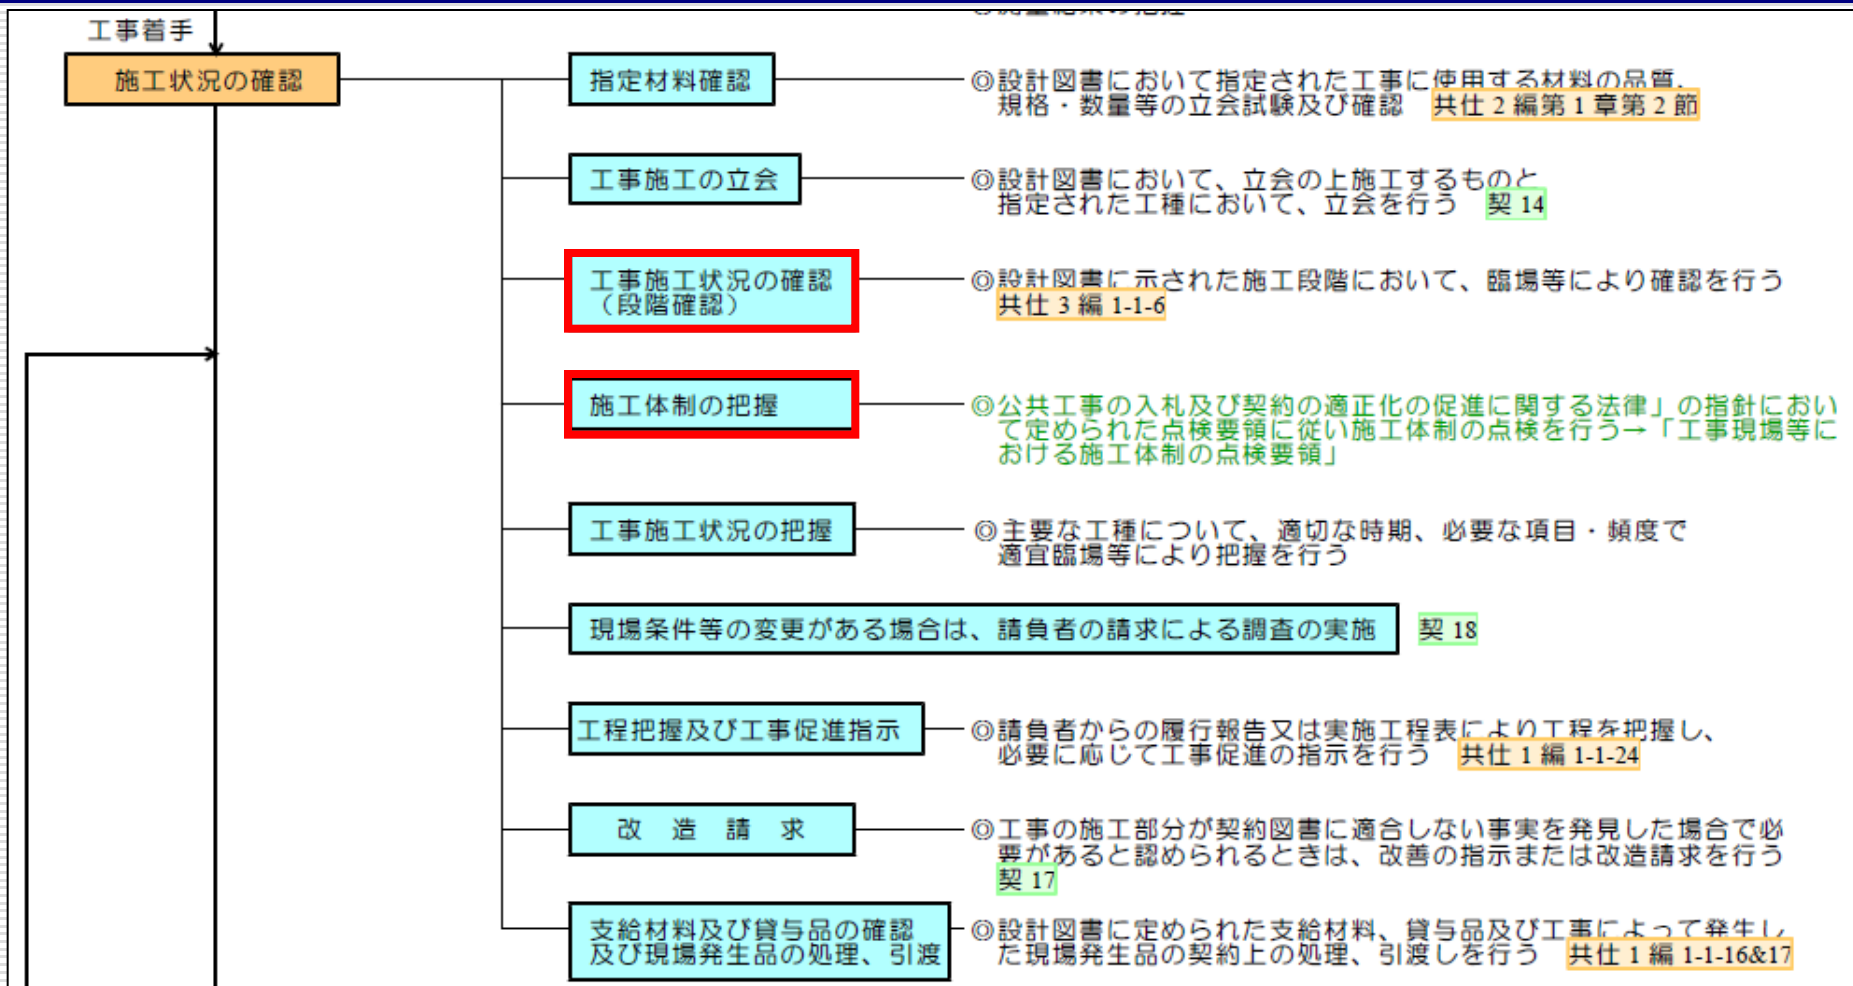 工事着手
施工状況の確認
指定材料確認
◎設計図書において指定された工事に使用する材料の品質、
規格・数量等の立会試験及び確認 共仕 2 編第 1 章第 2 節
工事施工の立会
◎設計図書において、立会の上施工するものと
指定された工種において、立会を行う 契 14
工事施工状況の確認
（段階確認）
◎設計図書に示された施工段階において、臨場等により確認を行う
共仕 3 編 1-1-6
施工体制の把握
◎公共工事の入札及び契約の適正化の促進に関する法律」の指針におい
て定められた点検要領に従い施工体制の点検を行う→「工事現場等に
おける施工体制の点検要領」
工事施工状況の把握
◎主要な工種について、適切な時期、必要な項目・頻度で
適宜臨場等により把握を行う
現場条件等の変更がある場合は、請負者の請求による調査の実施 契 18
工程把握及び工事促進指示
◎請負者からの履行報告又は実施工程表により工程を把握し、
必要に応じて工事促進の指示を行う 共仕 1 編 1-1-24
改 造 請 求
◎工事の施工部分が契約図書に適合しない事実を発見した場合で必
要があると認められるときは、改善の指示または改造請求を行う
契 17
支給材料及び貸与品の確認
及び現場発生品の処理、引渡
◎設計図書に定められた支給材料、貸与品及び工事によって発生し
た現場発生品の契約上の処理、引渡しを行う 共仕 1 編 1-1-16&17